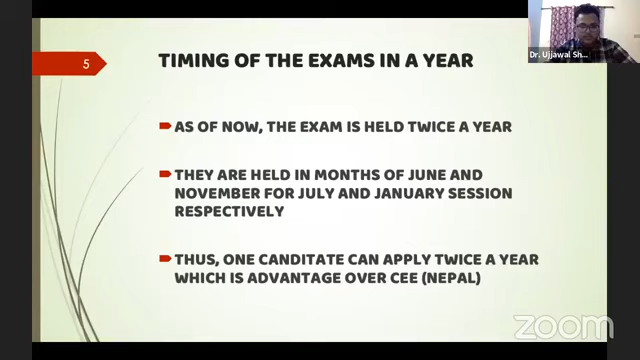 5
TIMING OF THE EXAMS IN A YEAR
AS OF NOW, THE EXAM IS HELD TWICE A YEAR
THEY ARE HELD IN MONTHS OF JUNE AND
NOVEMBER FOR JULY AND JANUARY SESSION
RESPECTIVELY
THUS, ONE CANDITATE CAN APPLY TWICE A YEAR
WHICH IS ADVANTAGE OVER CEE (NEPAL)
Dr. Ujjawal Sh...
zoom